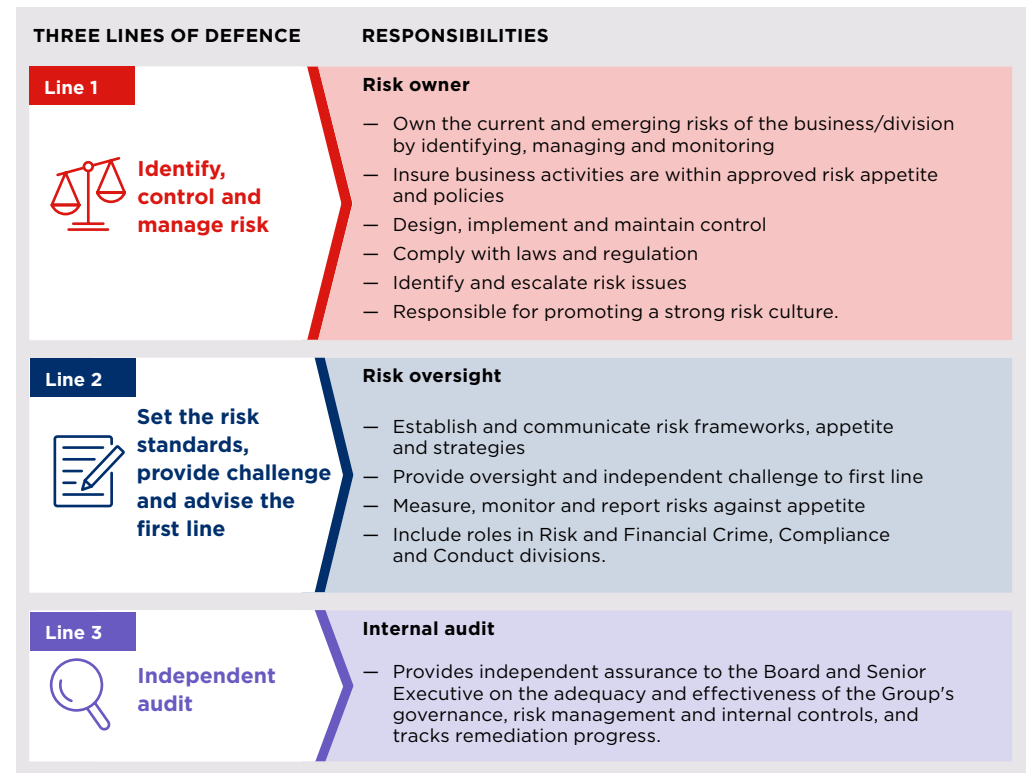 THREE LINES OF DEFENCE
RESPONSIBILITIES
Line 1
Identify,
control and
manage risk
Risk owner
— Own the current and emerging risks of the business/division
by identifying, managing and monitoring
— Insure business activities are within approved risk appetite
and policies
— Design, implement and maintain control
— Comply with laws and regulation
— Identify and escalate risk issues
— Responsible for promoting a strong risk culture.
Line 2
Set the risk
standards,
provide challenge
and advise the
first line
Risk oversight
— Establish and communicate risk frameworks, appetite
and strategies
— Provide oversight and independent challenge to first line
— Measure, monitor and report risks against appetite
— Include roles in Risk and Financial Crime, Compliance
and Conduct divisions.
Line 3
Independent
audit
Internal audit
— Provides independent assurance to the Board and Senior
Executive on the adequacy and effectiveness of the Group's
governance, risk management and internal controls, and
tracks remediation progress.